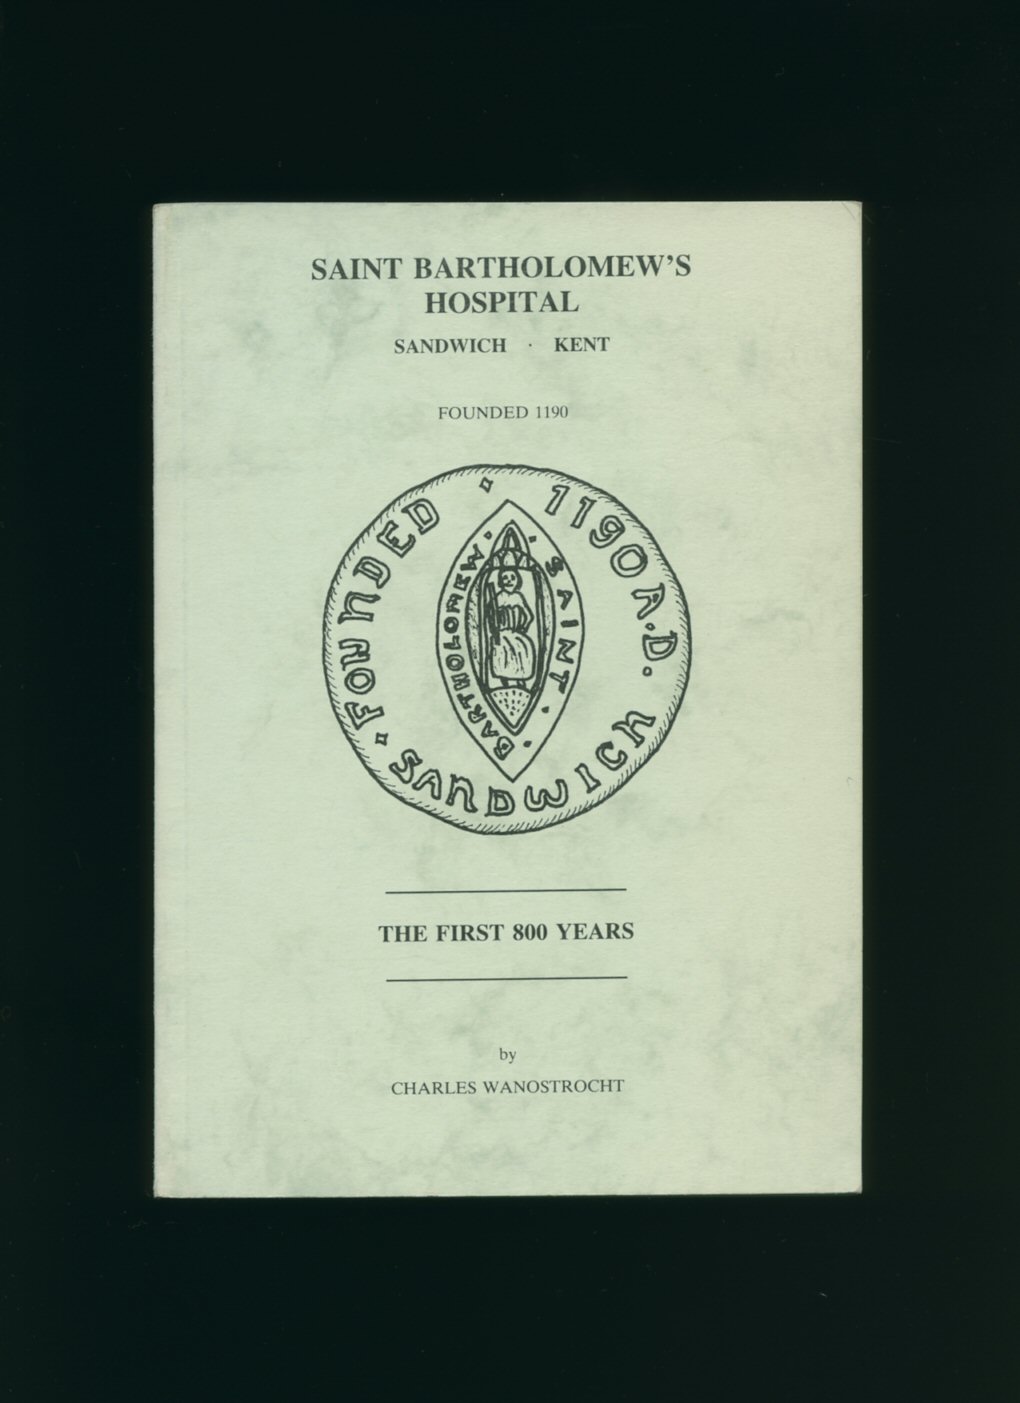 SAINT BARTHOLOMEW'S
HOSPITAL
SANDWICH · KENT
FOUNDED 1190
· FOUNDED · 1190 A.D.
SANDWICH
· SAINT ·
· BARTHOLOMEW ·
THE FIRST 800 YEARS
by
CHARLES WANOSTROCHT